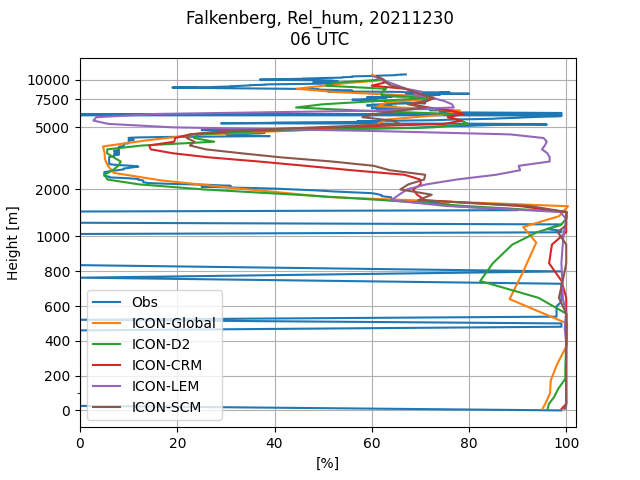 Falkenberg, Rel_hum, 20211230
06 UTC
10000
7500
5000
2000
1000
800
600
400
200
0
Height [m]
Obs
ICON-Global
ICON-D2
ICON-CRM
ICON-LEM
ICON-SCM
0 20 40 60 80 100
[%]